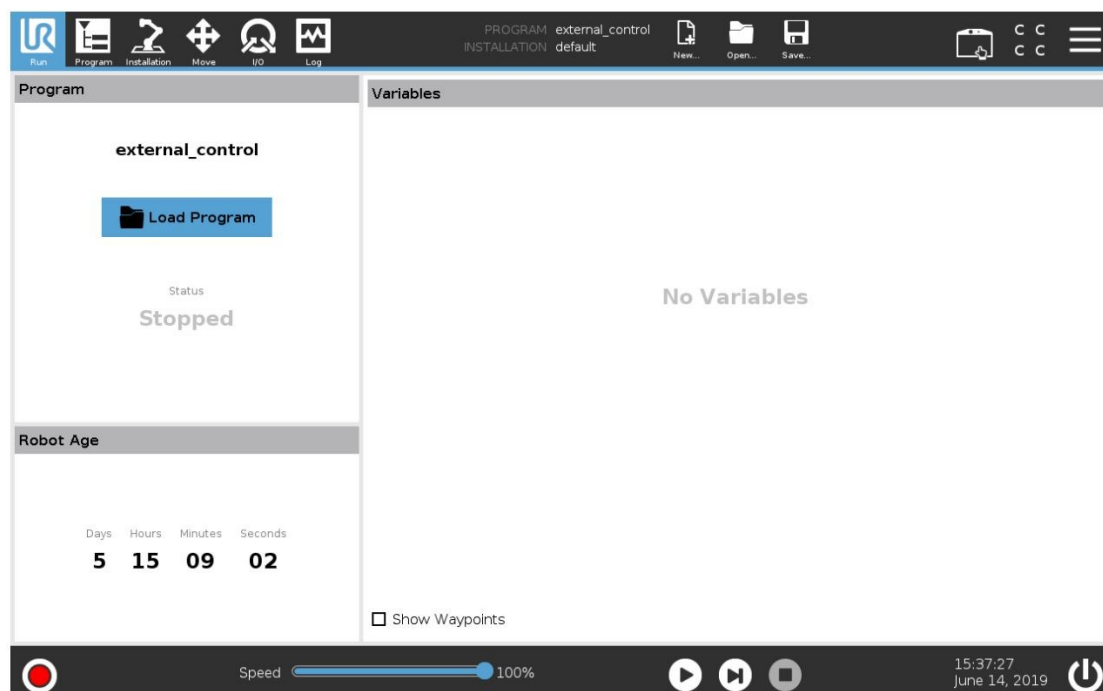 UR
PROGRAM external_control
INSTALLATION default
Run Program Installation Move I/O Log
New... Open... Save...
C C
C C
Program
external_control
Load Program
Status
Stopped
Variables
No Variables
Robot Age
Days Hours Minutes Seconds
5 15 09 02
Show Waypoints
Speed 100%
15:37:27
June 14, 2019